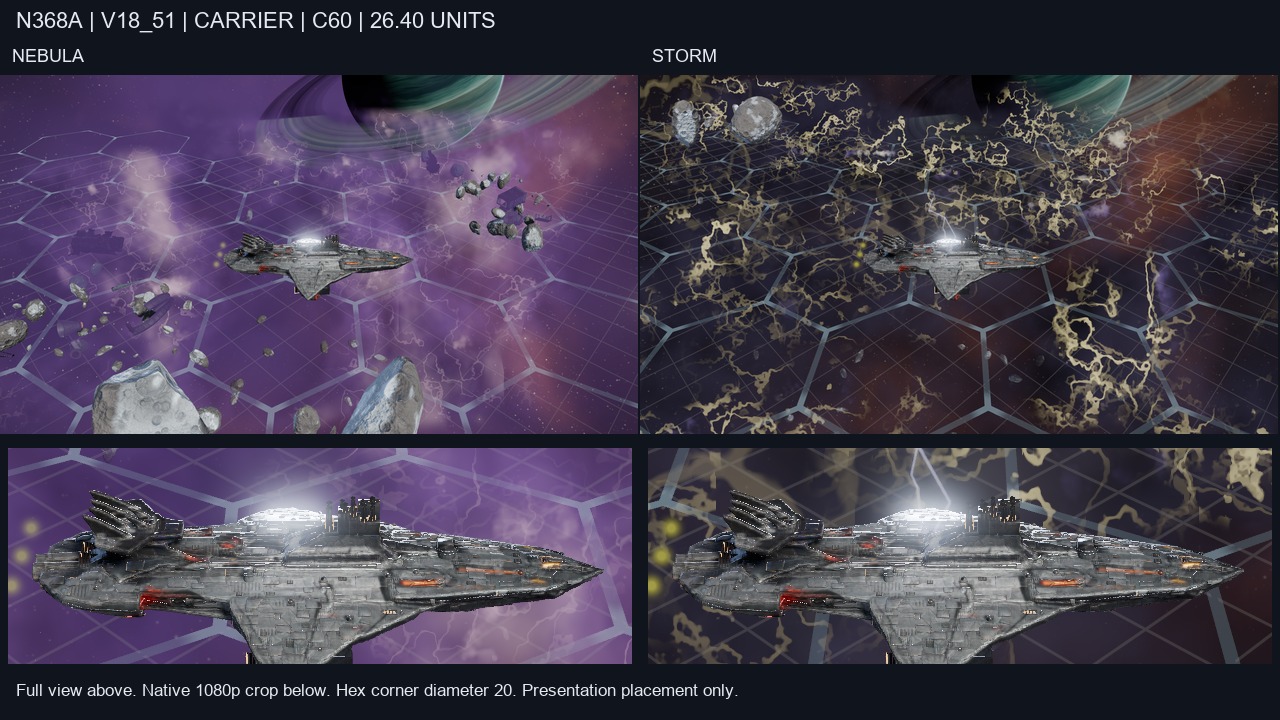 N368A | V18_51 | CARRIER | C60 | 26.40 UNITS
NEBULA
STORM
Full view above. Native 1080p crop below. Hex corner diameter 20. Presentation placement only.